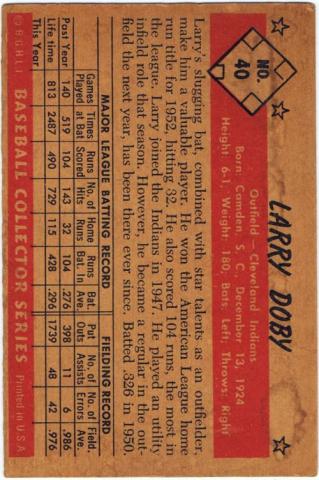 NO.
40
LARRY DOBY
Outfield — Cleveland Indians
Born: Camden, S. C., December 13, 1924
Height: 6-1; Weight: 180; Bats: Left; Throws: Right
Larry's slugging bat, combined with star talents as an outfielder,
make him a valuable player. He won the American League home
run title for 1952, hitting 32. He also scored 104 runs, the most in
the league. Larry joined the Indians in 1947. He played an utility
infield role that season. However, he became a regular in the out-
field the next year, has been there ever since. Batted .326 in 1950.
MAJOR LEAGUE BATTING RECORD FIELDING RECORD
Games Times Runs No. of Home Runs Bat. Put No. of No. of Field.
Played at Bat Scored Hits Runs Bat. in Ave. Outs Assists Errors Ave.
Past Year 140 519 104 143 32 104 .276 398 11 6 .986
Life time 813 2487 490 729 115 428 .296 1739 48 42 .976
This Year
©BGHLI BASEBALL COLLECTOR SERIES Printed in U.S.A.